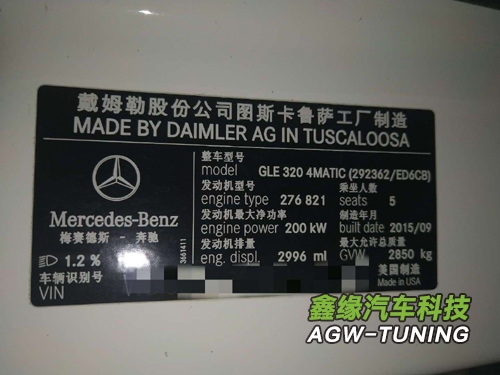 戴姆勒股份公司图斯卡鲁萨工厂制造
MADE BY DAIMLER AG IN TUSCALOOSA
整车型号
model GLE 320 4MATIC (292362/ED6CB)
发动机型号 乘坐人数
engine type 276 821 seats 5
发动机最大净功率 制造年月
engine power 200 kW built date 2015/09
发动机排量 最大允许总质量
eng. displ. 2996 ml GVW 2850 kg
Mercedes-Benz
梅赛德斯 - 奔驰
3661411
1.2 %
车辆识别号
VIN
美国制造
Made in USA
鑫缘汽车科技
AGW-TUNING